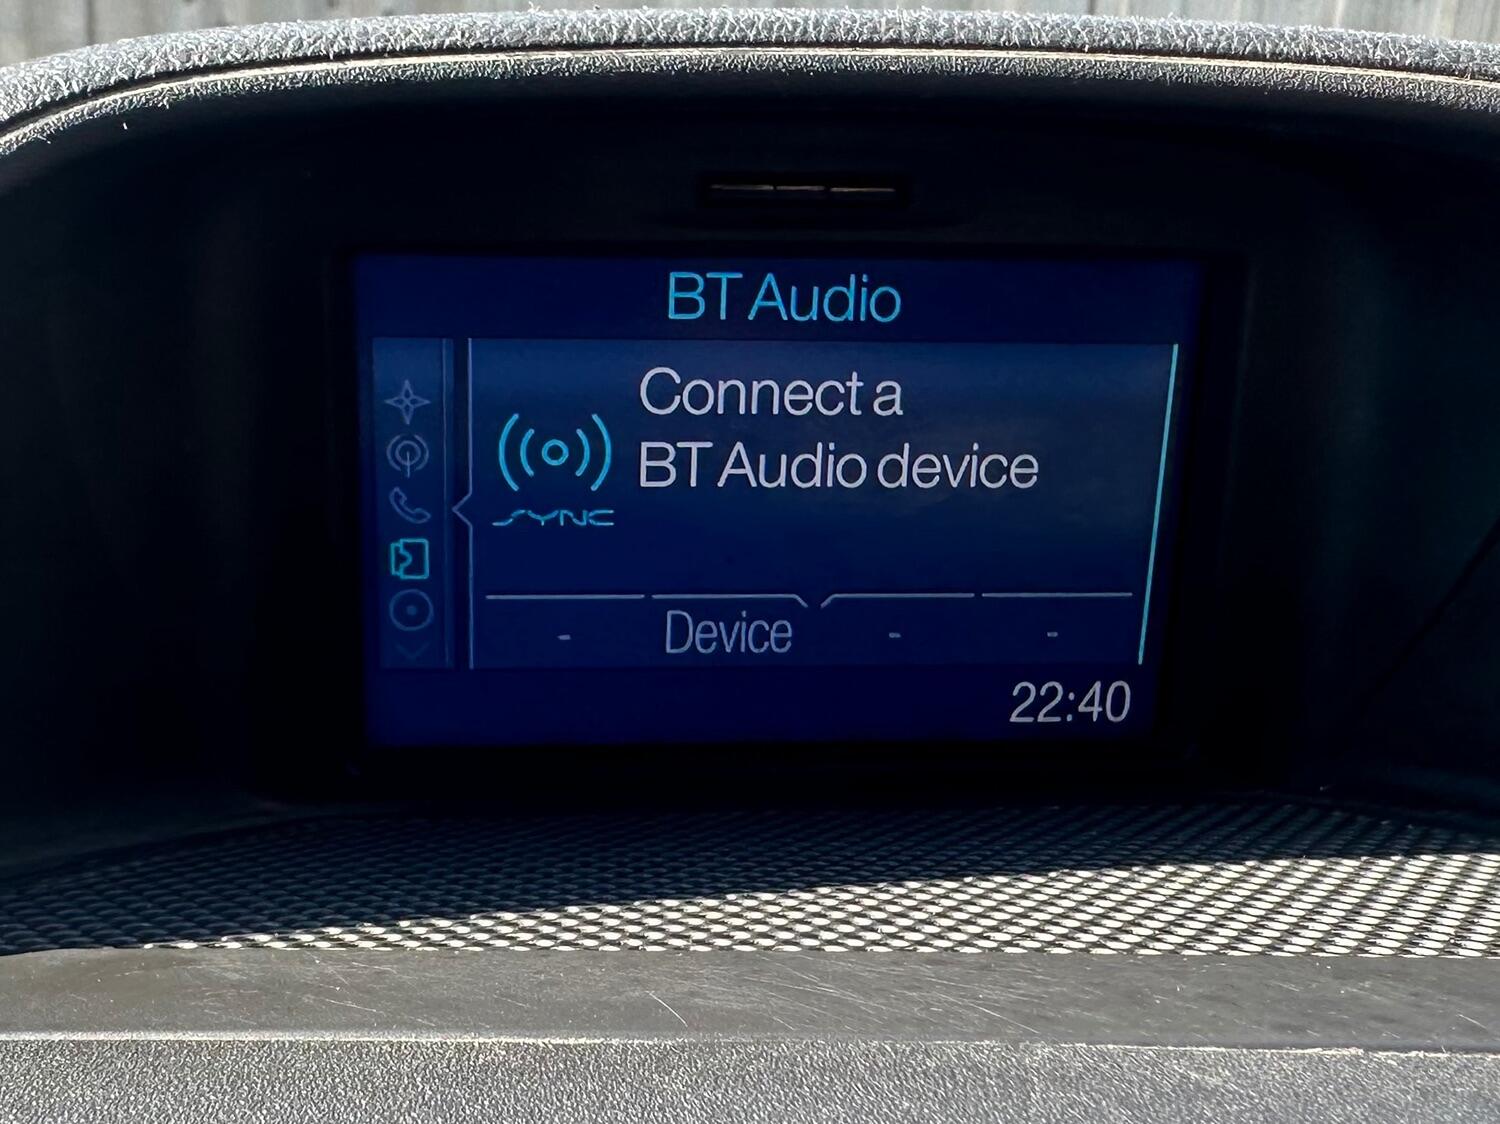 BT Audio
Connect a
BT Audio device
SYNC
- Device - -
22:40